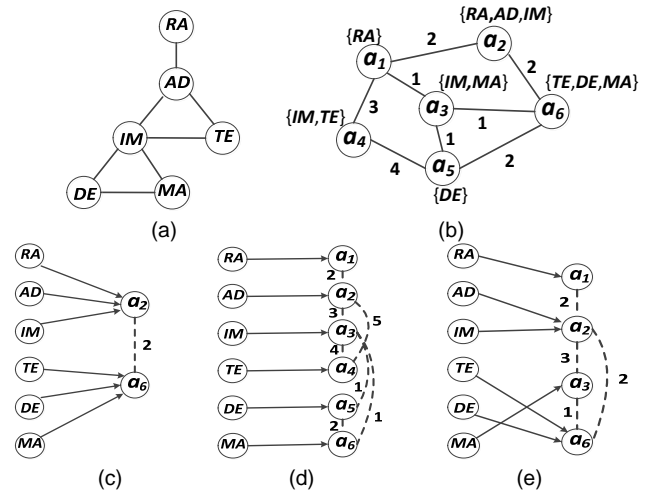 RA
AD
IM
TE
DE
MA
(a)
{RA}
{RA,AD,IM}
a1
2
a2
1
{IM,MA}
2
{TE,DE,MA}
{IM,TE}
3
a3
1
a6
a4
1
4
a5
2
{DE}
(b)
RA
AD
IM
TE
DE
MA
a2
2
a6
(c)
RA
AD
IM
TE
DE
MA
a1
2
a2
3
5
a3
4
a4
1
a5
1
2
a6
(d)
RA
AD
IM
TE
DE
MA
a1
2
a2
3
2
a3
1
a6
(e)